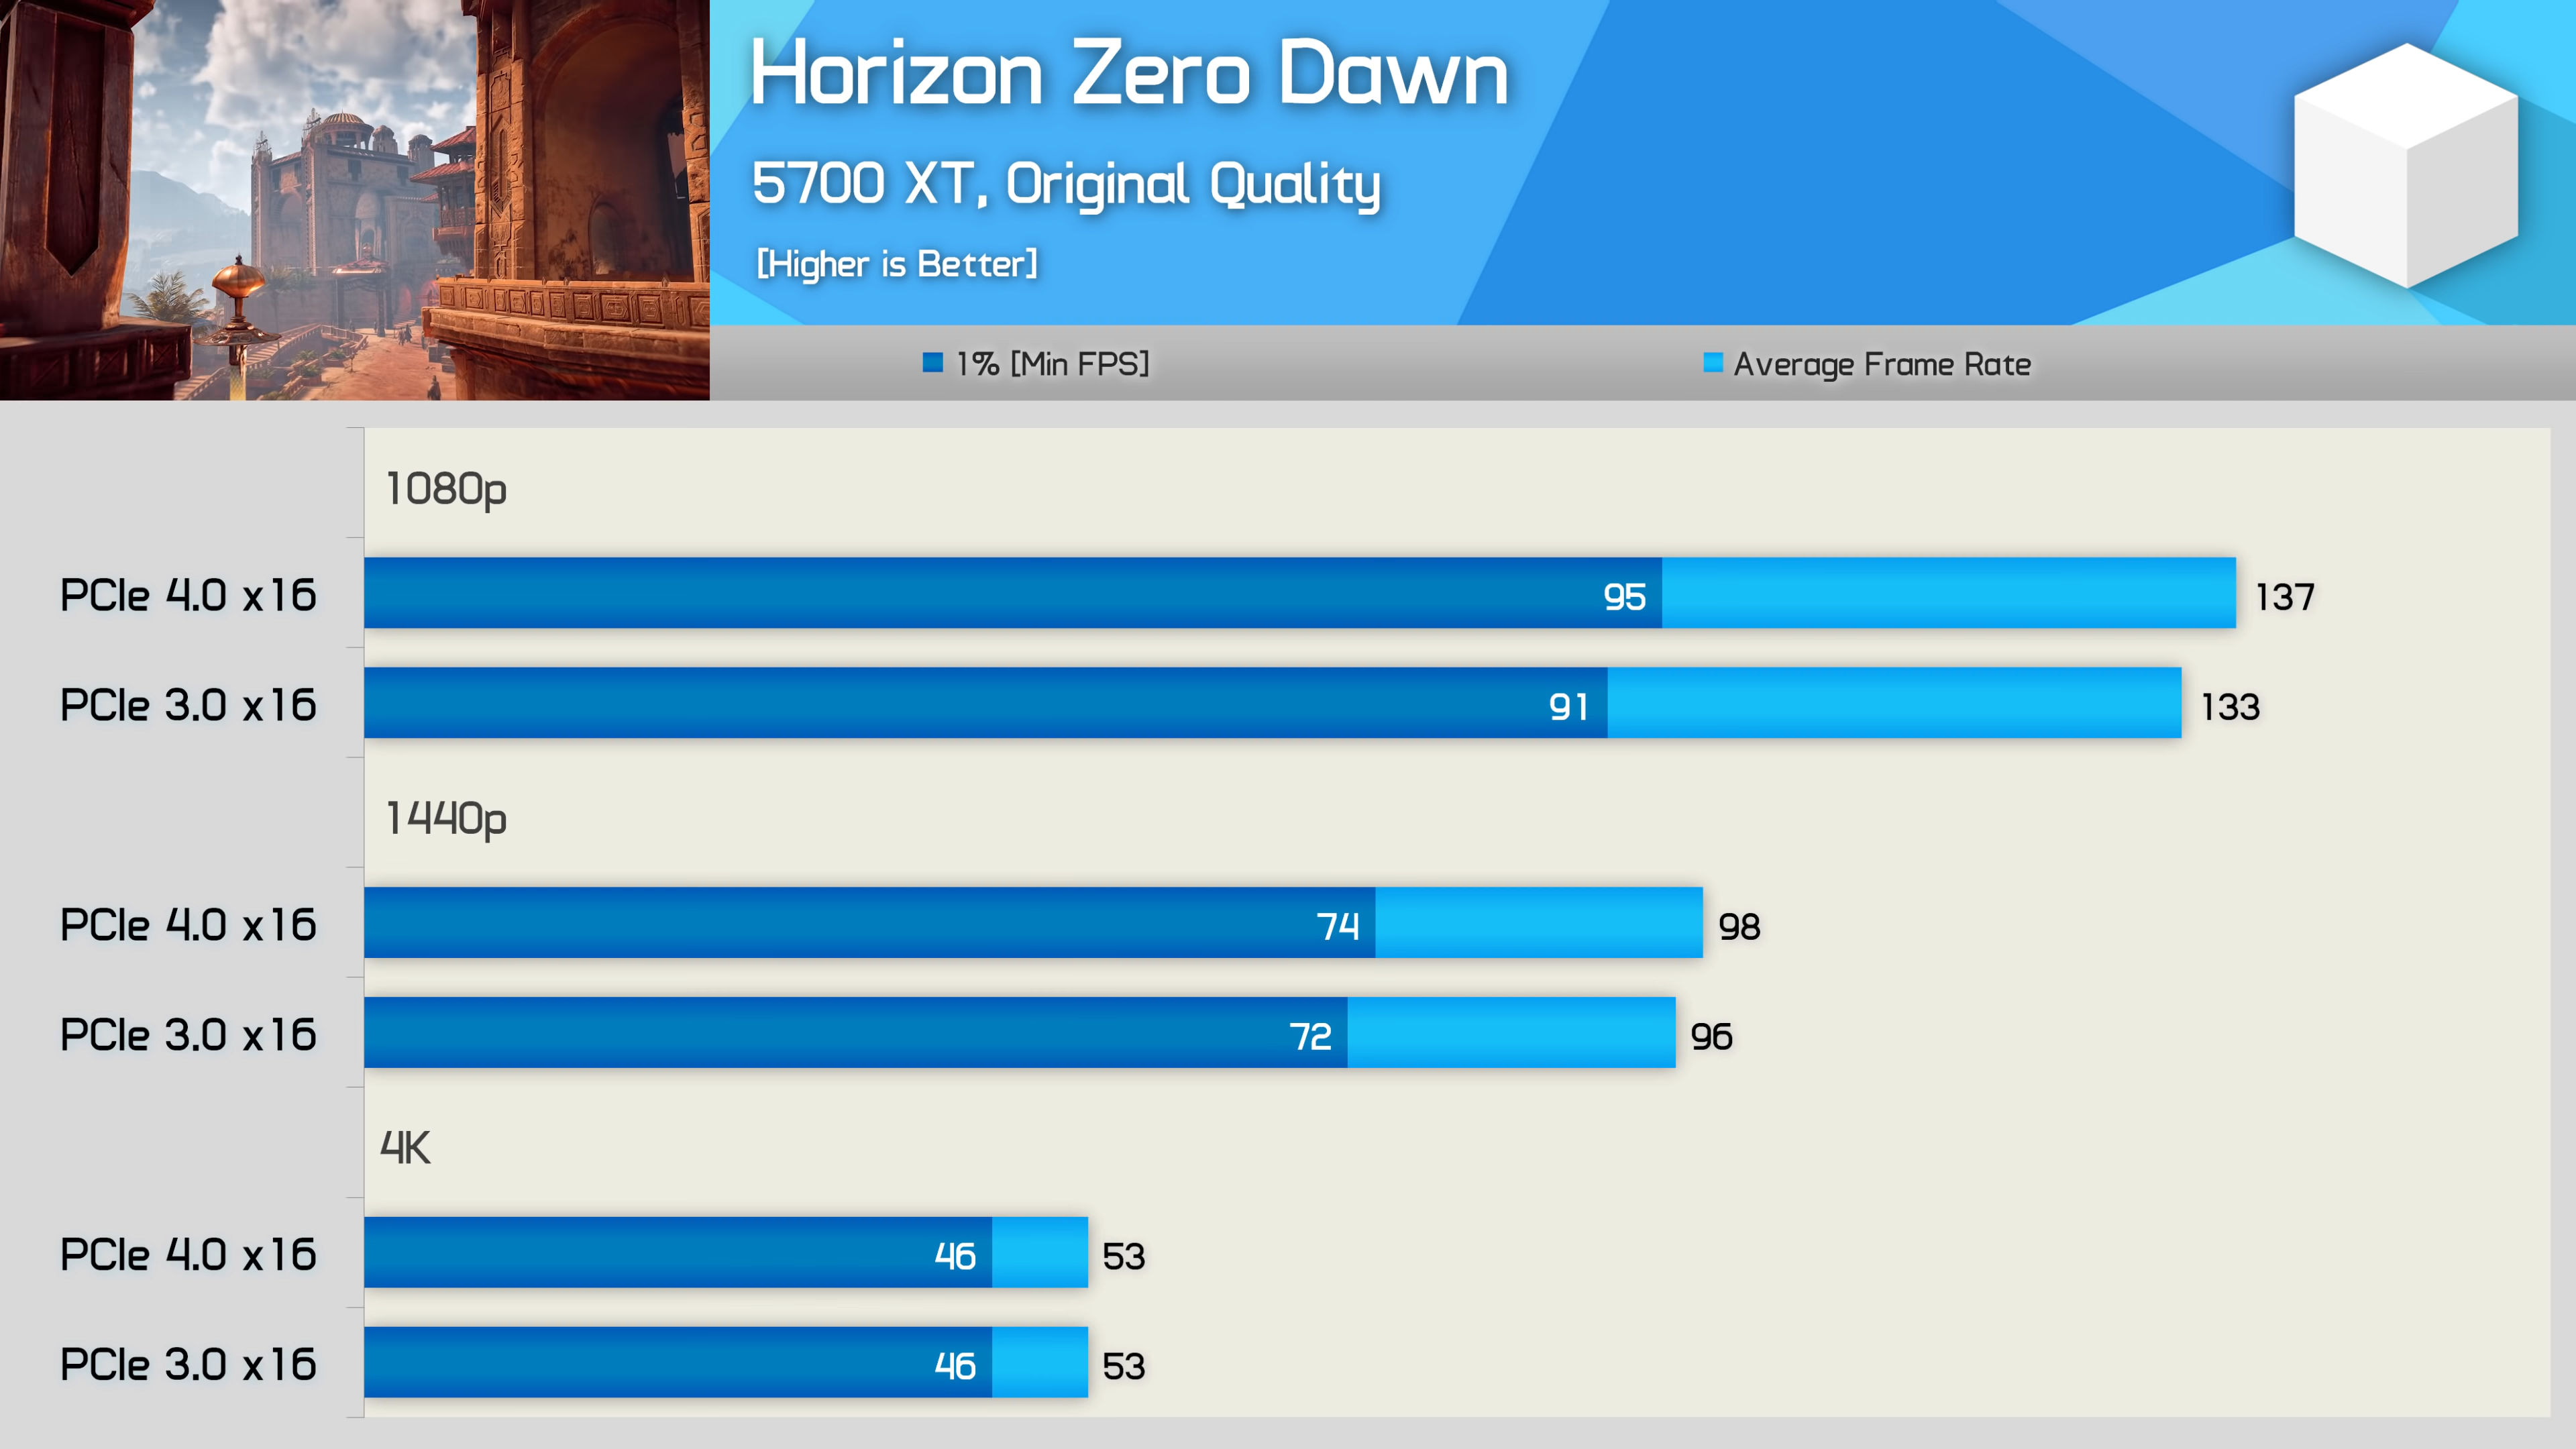 Horizon Zero Dawn
5700 XT, Original Quality
[Higher is Better]
1% [Min FPS] Average Frame Rate
1080p
PCIe 4.0 x16 95 137
PCIe 3.0 x16 91 133
1440p
PCIe 4.0 x16 74 98
PCIe 3.0 x16 72 96
4K
PCIe 4.0 x16 46 53
PCIe 3.0 x16 46 53